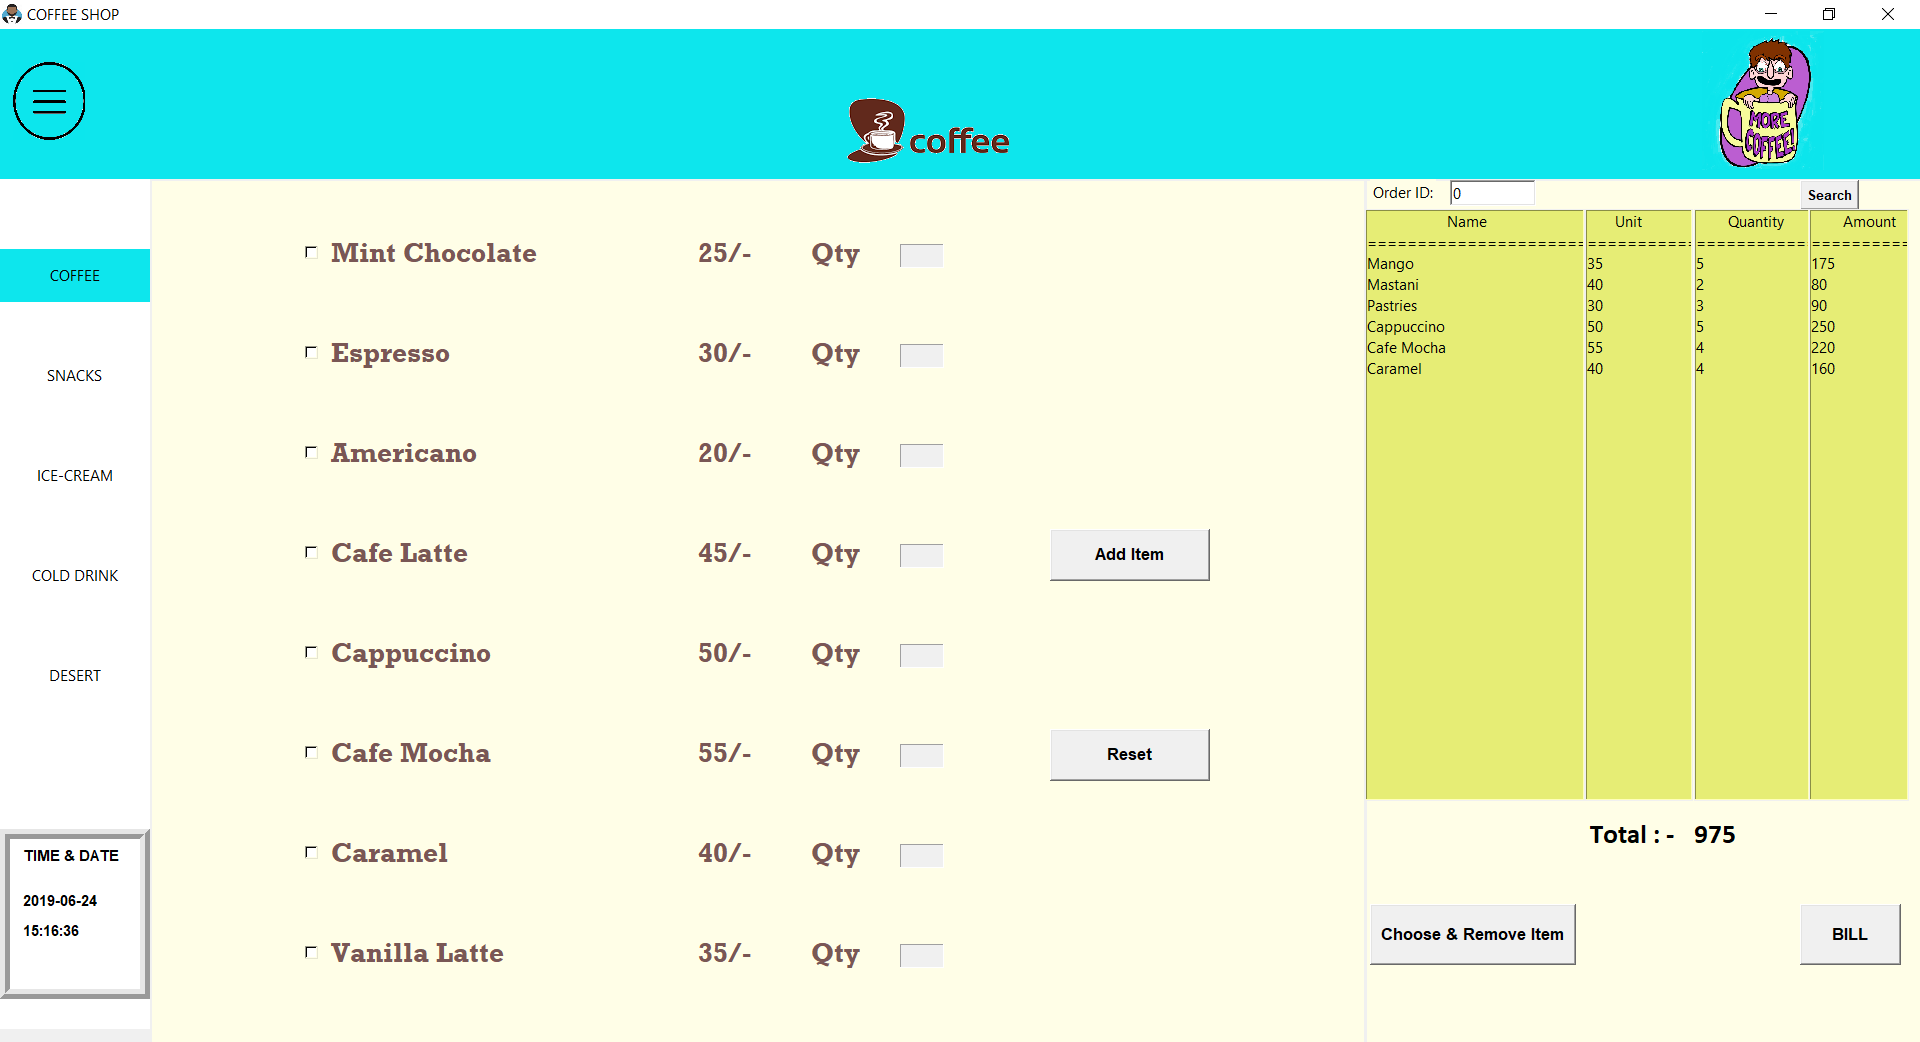 COFFEE SHOP
coffee
MORE
COFFEE!
Order ID: 0 Search
COFFEE
SNACKS
ICE-CREAM
COLD DRINK
DESERT
TIME & DATE
2019-06-24
15:16:36
Mint Chocolate 25/- Qty
Espresso 30/- Qty
Americano 20/- Qty
Cafe Latte 45/- Qty
Cappuccino 50/- Qty
Cafe Mocha 55/- Qty
Caramel 40/- Qty
Vanilla Latte 35/- Qty
Add Item
Reset
Name Unit Quantity Amount
====================== =========== =========== ==========
Mango 35 5 175
Mastani 40 2 80
Pastries 30 3 90
Cappuccino 50 5 250
Cafe Mocha 55 4 220
Caramel 40 4 160
Total : - 975
Choose & Remove Item BILL